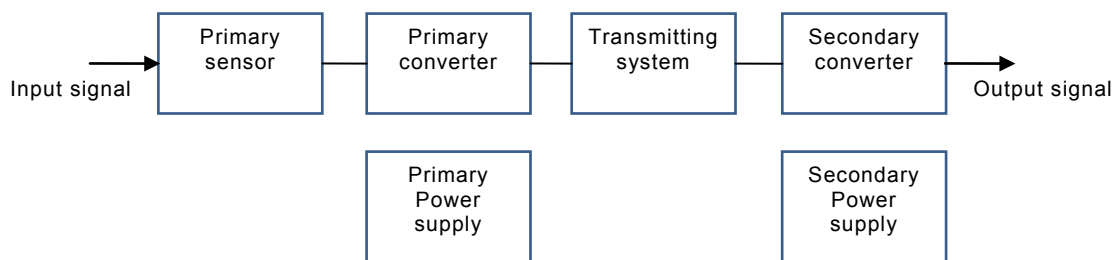 Primary
sensor
Primary
converter
Transmitting
system
Secondary
converter
Input signal
Output signal
Primary
Power
supply
Secondary
Power
supply